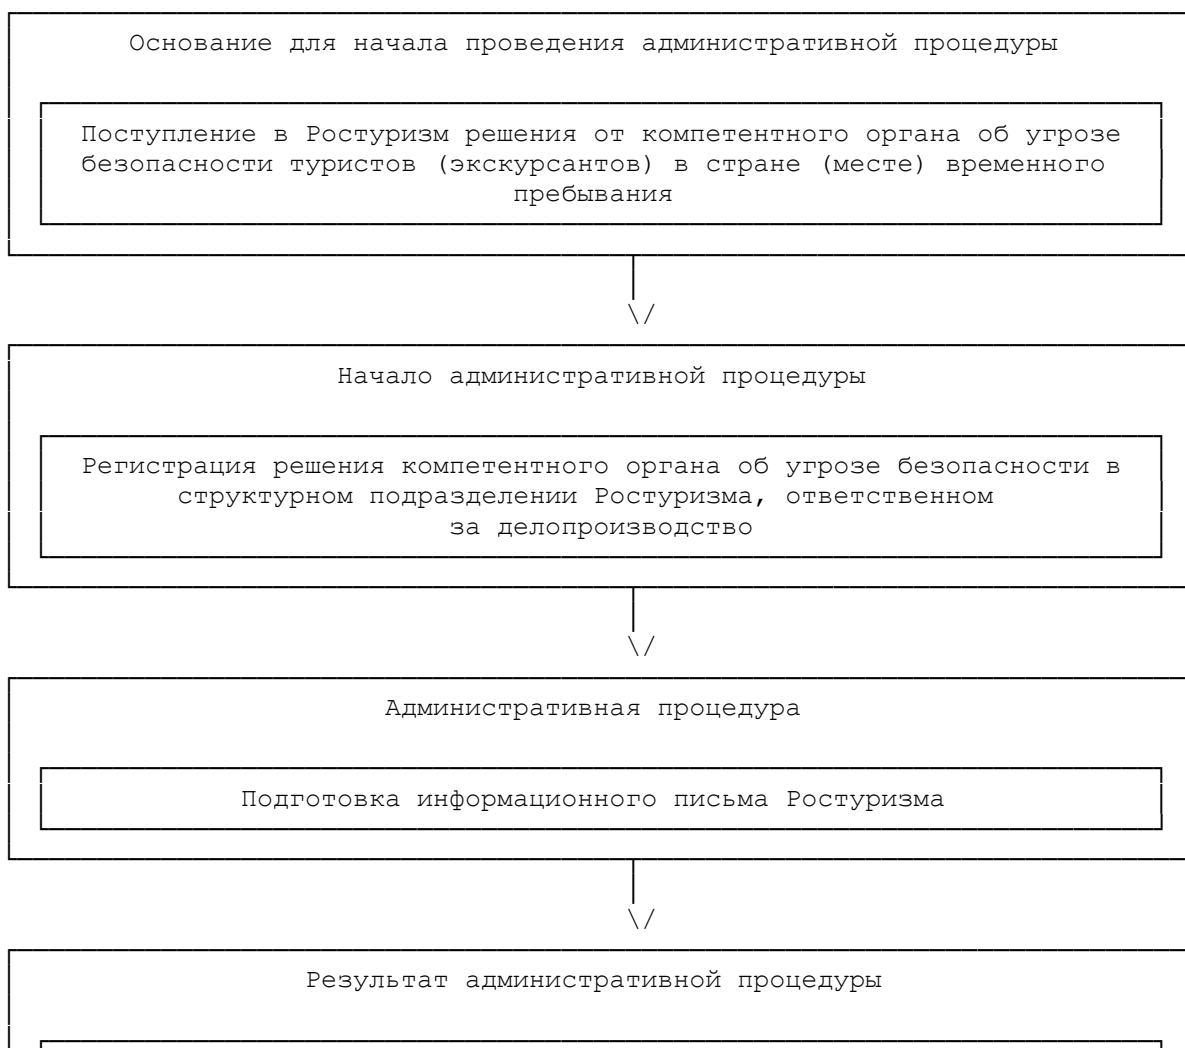 Основание для начала проведения административной процедуры
Поступление в Ростуризм решения от компетентного органа об угрозе
безопасности туристов (экскурсантов) в стране (месте) временного
пребывания
Начало административной процедуры
Регистрация решения компетентного органа об угрозе безопасности в
структурном подразделении Ростуризма, ответственном
за делопроизводство
Административная процедура
Подготовка информационного письма Ростуризма
Результат административной процедуры